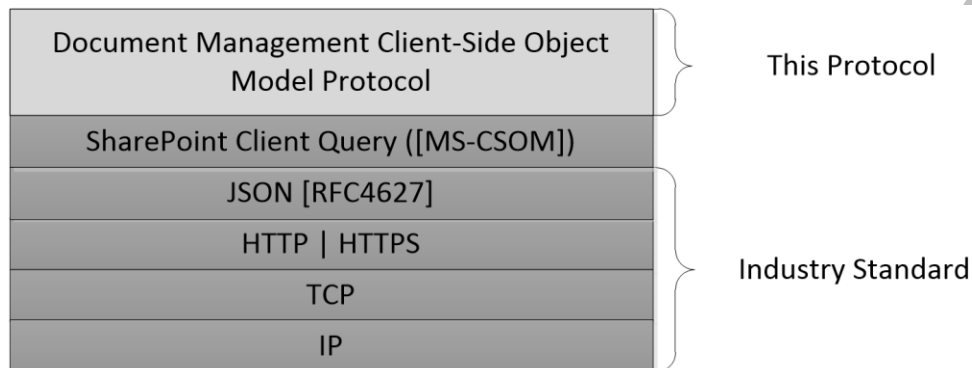 Document Management Client-Side Object
Model Protocol
This Protocol
SharePoint Client Query ([MS-CSOM])
JSON [RFC4627]
HTTP | HTTPS
Industry Standard
TCP
IP